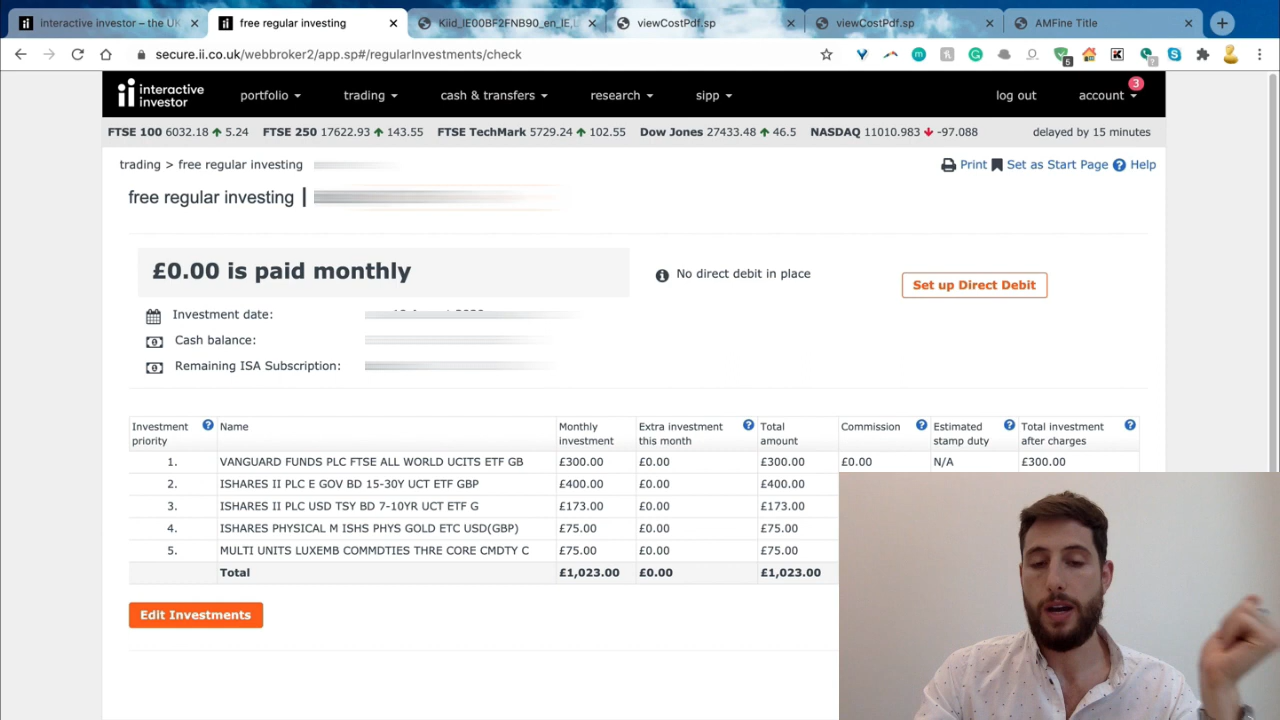 interactive investor – the UK
free regular investing
Kiid_IE00BF2FNB90_en_IE.
viewCostPdf.sp
viewCostPdf.sp
AMFine Title
secure.ii.co.uk/webbroker2/app.sp#/regularInvestments/check
interactive investor
portfolio
trading
cash & transfers
research
sipp
log out
account
3
FTSE 100 6032.18 5.24 FTSE 250 17622.93 143.55 FTSE TechMark 5729.24 102.55 Dow Jones 27433.48 46.5 NASDAQ 11010.983 -97.088 delayed by 15 minutes
trading > free regular investing
Print Set as Start Page Help
free regular investing |
£0.00 is paid monthly
No direct debit in place
Set up Direct Debit
Investment date:
Cash balance:
Remaining ISA Subscription:
Investment priority Name Monthly investment Extra investment this month Total amount Commission Estimated stamp duty Total investment after charges
1. VANGUARD FUNDS PLC FTSE ALL WORLD UCITS ETF GB £300.00 £0.00 £300.00 £0.00 N/A £300.00
2. ISHARES II PLC E GOV BD 15-30Y UCT ETF GBP £400.00 £0.00 £400.00
3. ISHARES II PLC USD TSY BD 7-10YR UCT ETF G £173.00 £0.00 £173.00
4. ISHARES PHYSICAL M ISHS PHYS GOLD ETC USD(GBP) £75.00 £0.00 £75.00
5. MULTI UNITS LUXEMB COMMDTIES THRE CORE CMDTY C £75.00 £0.00 £75.00
Total £1,023.00 £0.00 £1,023.00
Edit Investments